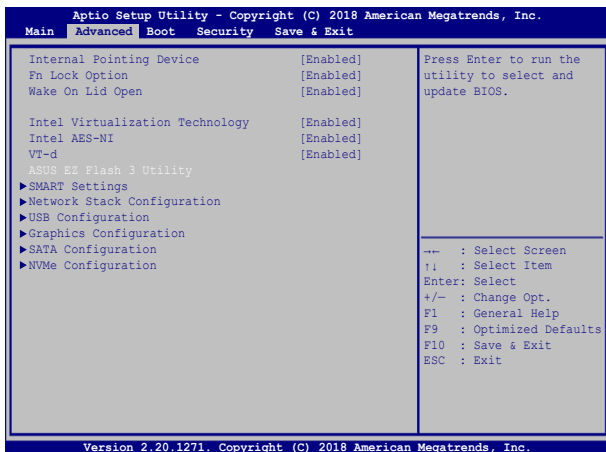 Aptio Setup Utility - Copyright (C) 2018 American Megatrends, Inc.
Main Advanced Boot Security Save & Exit
Internal Pointing Device [Enabled]
Fn Lock Option [Enabled]
Wake On Lid Open [Enabled]
Intel Virtualization Technology [Enabled]
Intel AES-NI [Enabled]
VT-d [Enabled]
ASUS EZ Flash 3 Utility
▶SMART Settings
▶Network Stack Configuration
▶USB Configuration
▶Graphics Configuration
▶SATA Configuration
▶NVMe Configuration
Press Enter to run the
utility to select and
update BIOS.
→← : Select Screen
↑↓ : Select Item
Enter: Select
+/— : Change Opt.
F1 : General Help
F9 : Optimized Defaults
F10 : Save & Exit
ESC : Exit
Version 2.20.1271. Copyright (C) 2018 American Megatrends, Inc.